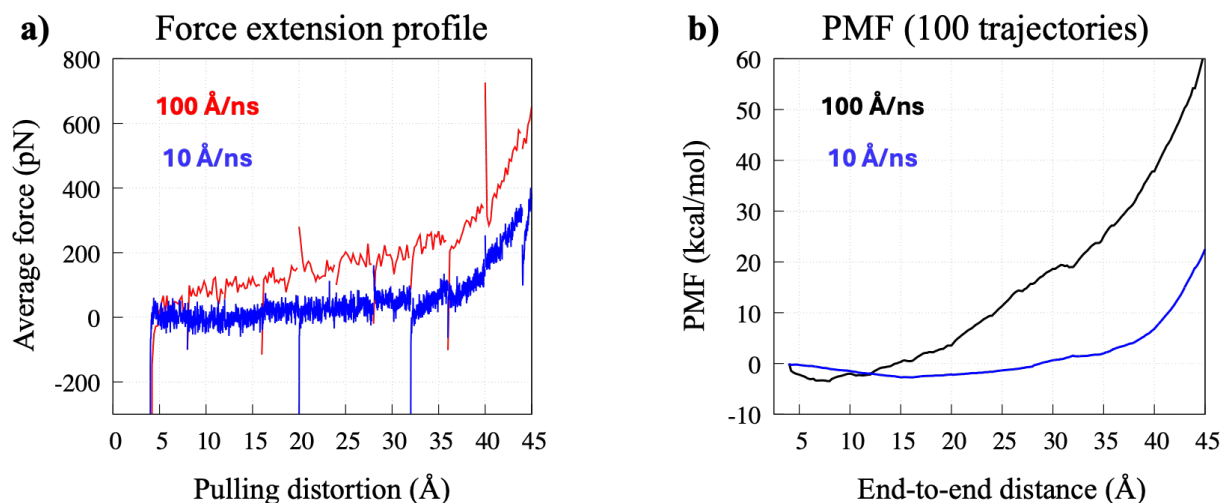 a) Force extension profile
800
600
400
200
0
-200
Average force (pN)
100 Å/ns
10 Å/ns
0 5 10 15 20 25 30 35 40 45
Pulling distortion (Å)
b) PMF (100 trajectories)
60
50
40
30
20
10
0
-10
PMF (kcal/mol)
100 Å/ns
10 Å/ns
5 10 15 20 25 30 35 40 45
End-to-end distance (Å)